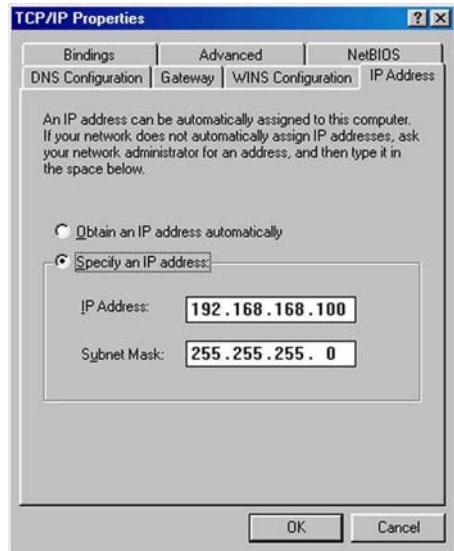 TCP/IP Properties
Bindings Advanced NetBIOS
DNS Configuration Gateway WINS Configuration IP Address
An IP address can be automatically assigned to this computer.
If your network does not automatically assign IP addresses, ask
your network administrator for an address, and then type it in
the space below.
Obtain an IP address automatically
Specify an IP address:
IP Address: 192.168.168.100
Subnet Mask: 255.255.255. 0
OK Cancel